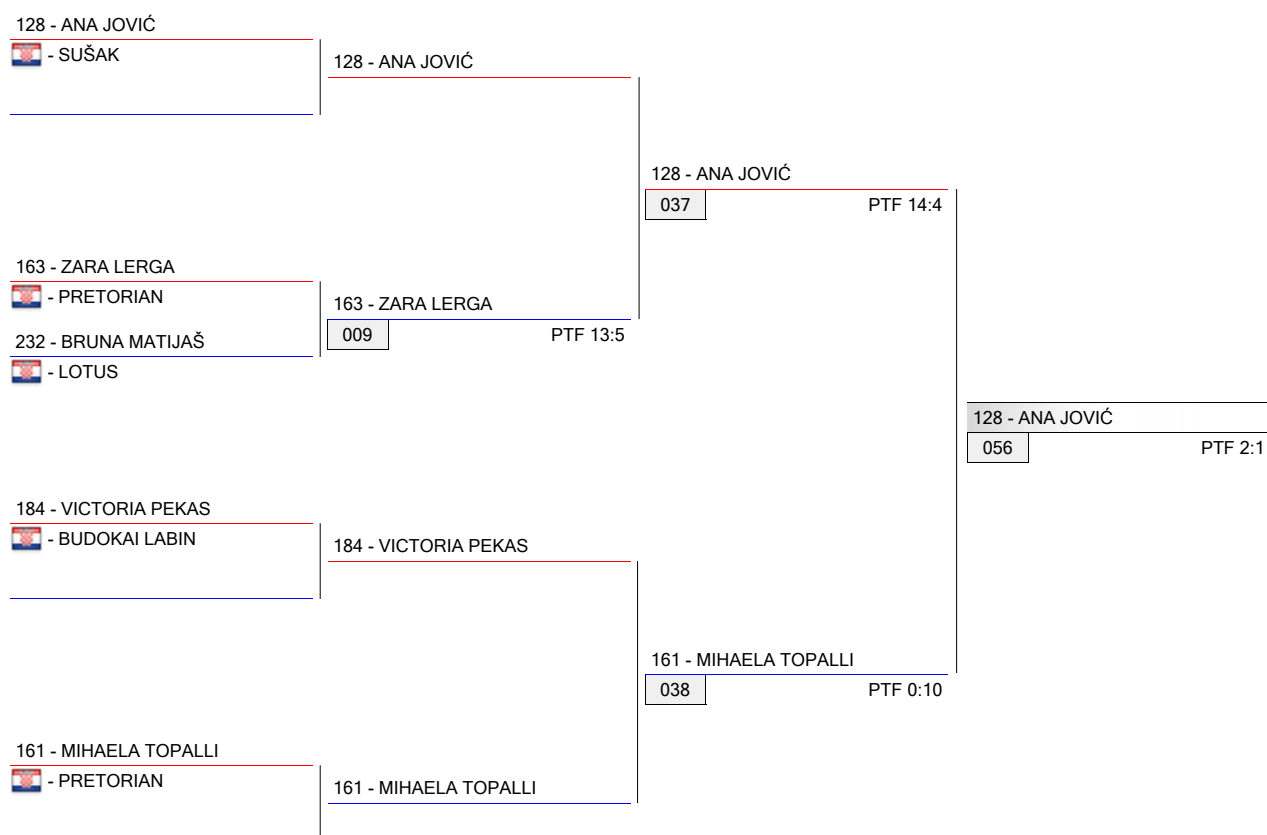 128 - ANA JOVIĆ
- SUŠAK
128 - ANA JOVIĆ
128 - ANA JOVIĆ
037 PTF 14:4
163 - ZARA LERGA
- PRETORIAN
163 - ZARA LERGA
232 - BRUNA MATIJAŠ
009 PTF 13:5
- LOTUS
128 - ANA JOVIĆ
056 PTF 2:1
184 - VICTORIA PEKAS
- BUDOKAI LABIN
184 - VICTORIA PEKAS
161 - MIHAELA TOPALLI
038 PTF 0:10
161 - MIHAELA TOPALLI
- PRETORIAN
161 - MIHAELA TOPALLI